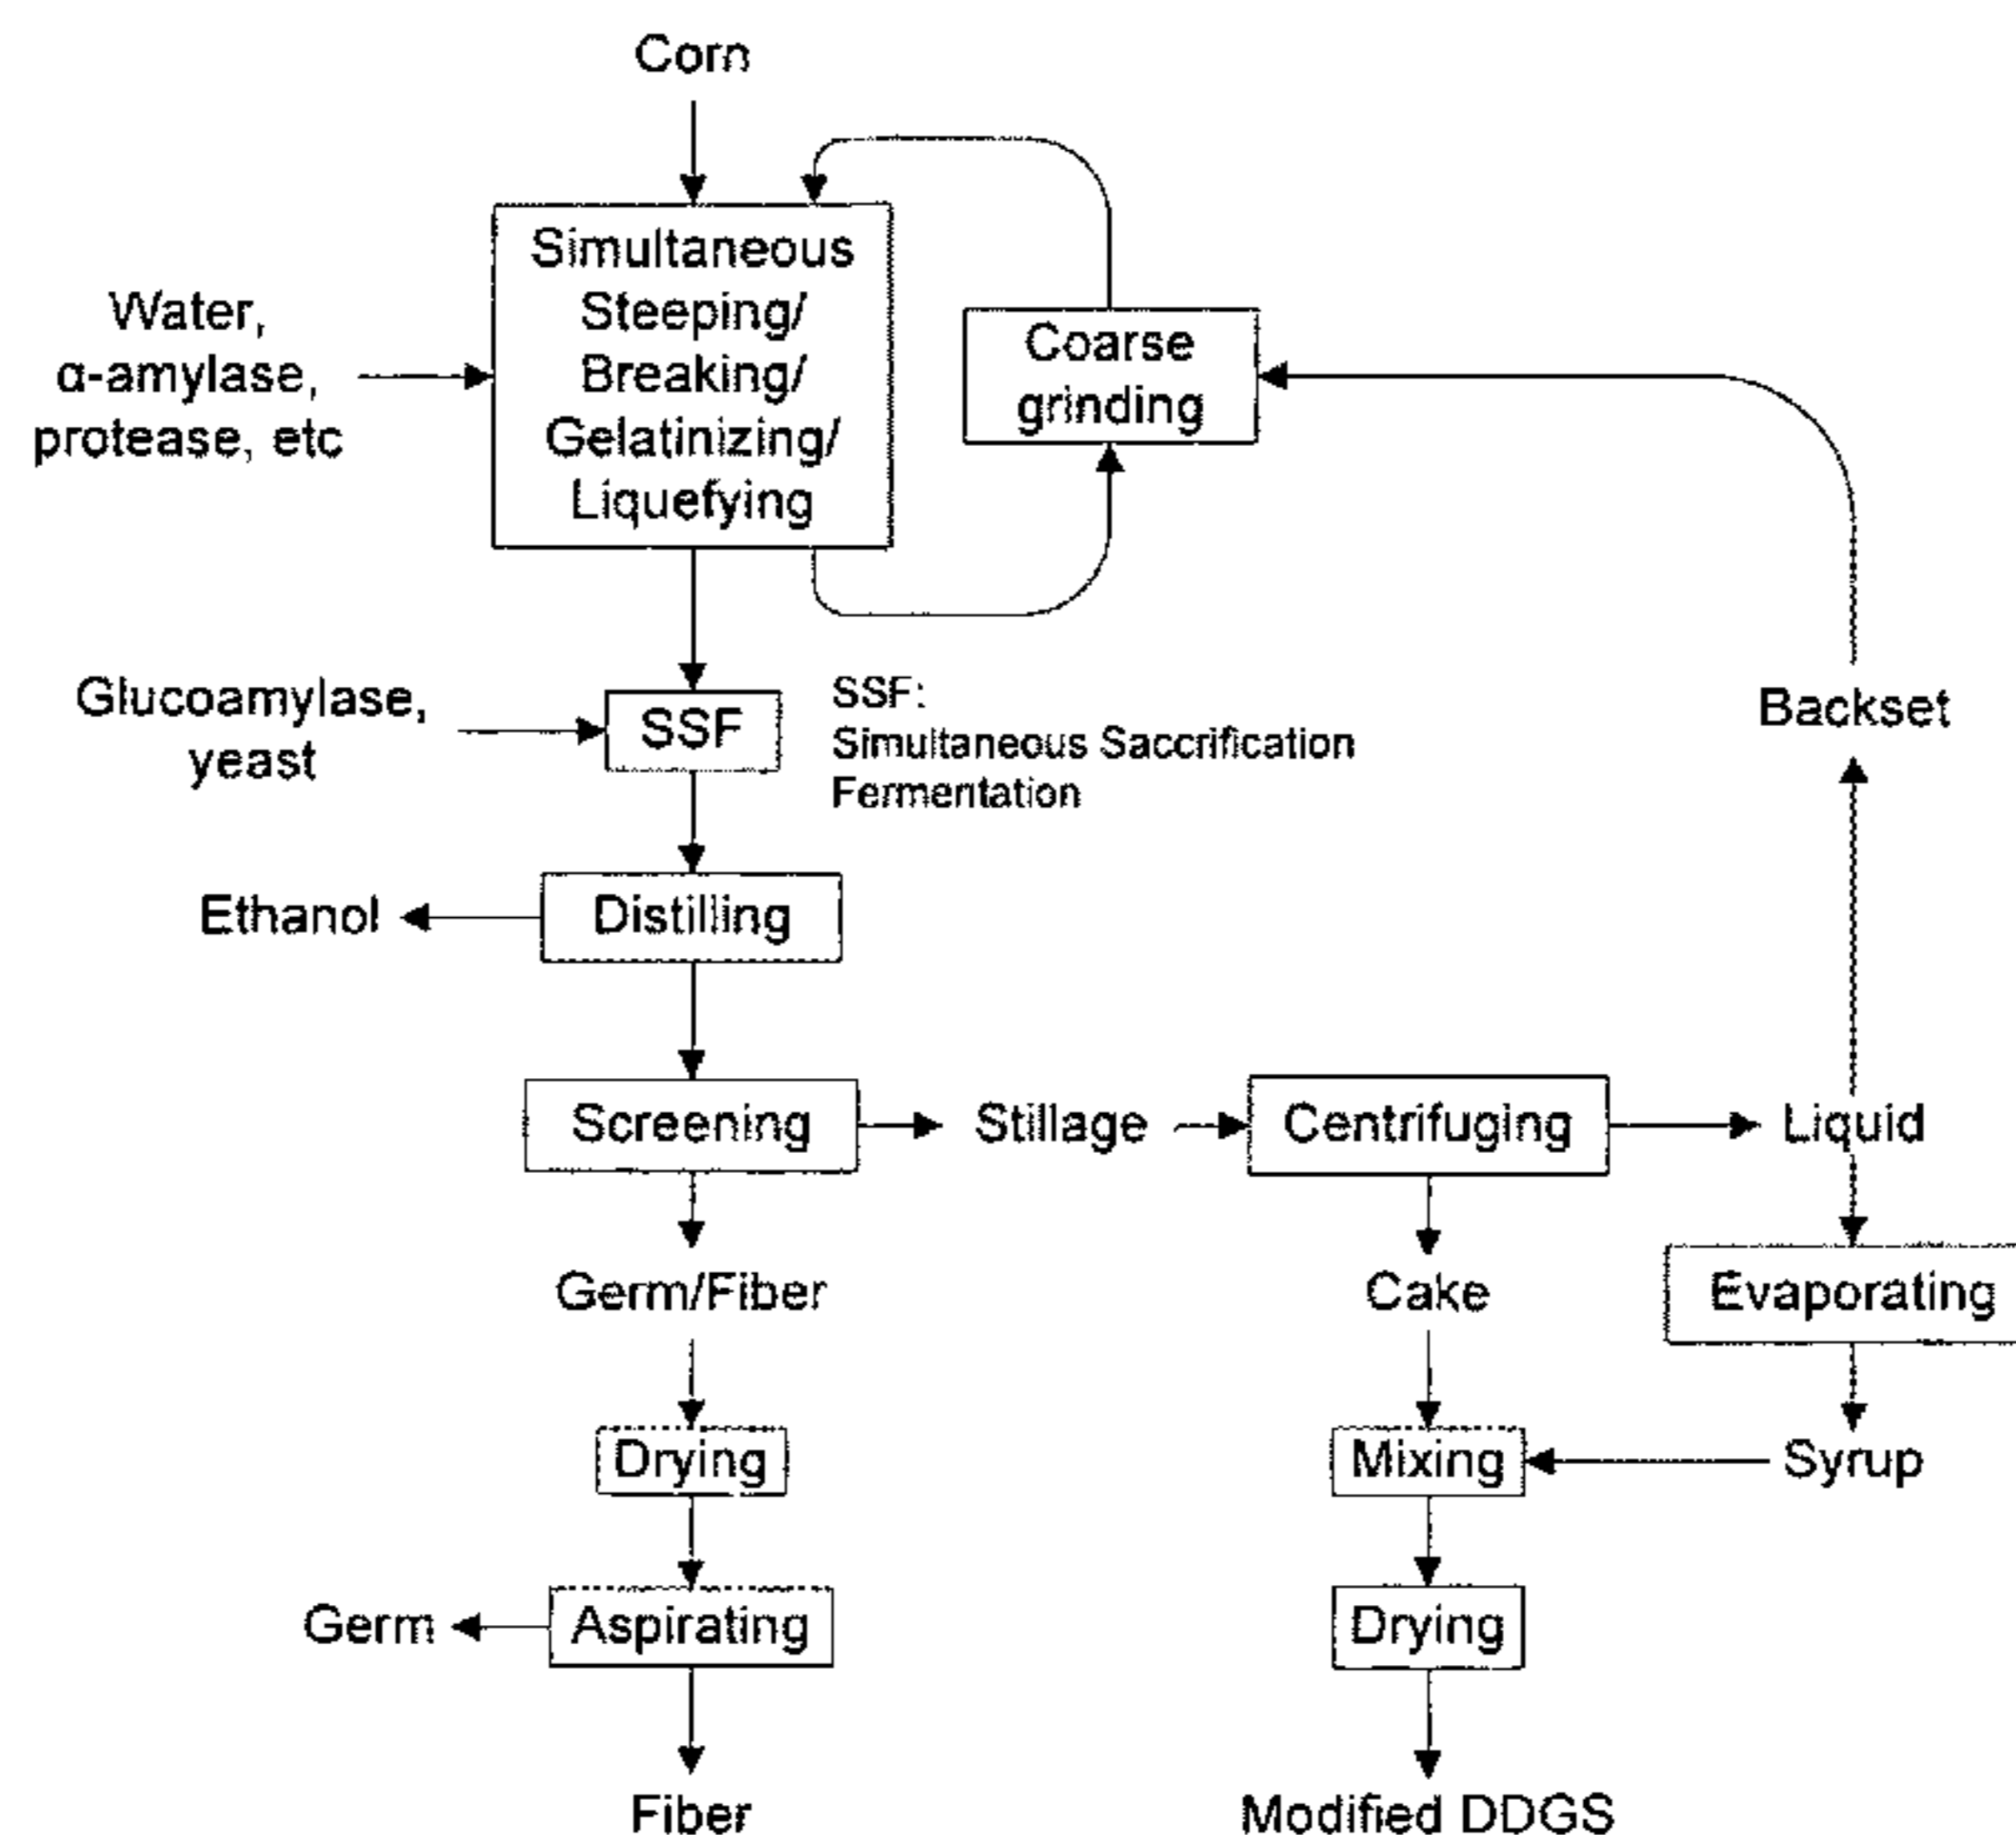 Corn
Simultaneous
Steeping/
Breaking/
Gelatinizing/
Liquefying
Water,
α-amylase,
protease, etc
Coarse
grinding
Glucoamylase,
yeast
SSF
SSF:
Simultaneous Saccrification
Fermentation
Backset
Ethanol
Distilling
Screening
Stillage
Centrifuging
Liquid
Germ/Fiber
Cake
Evaporating
Drying
Mixing
Syrup
Germ
Aspirating
Drying
Fiber
Modified DDGS